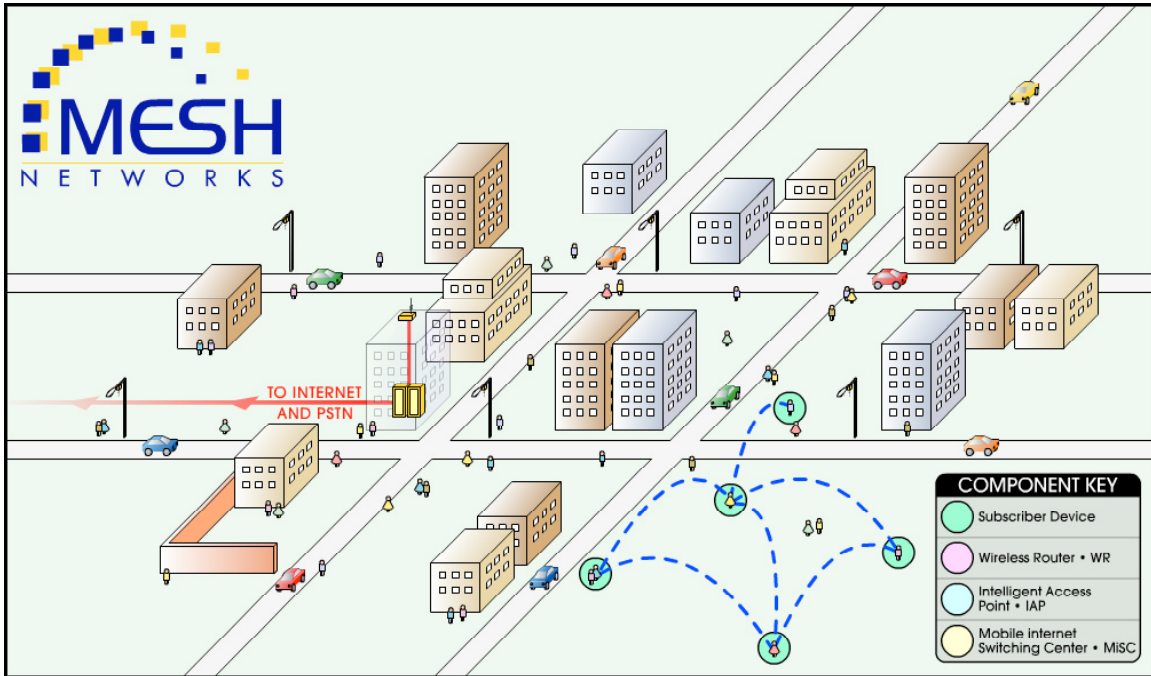 MESH
NETWORKS
TO INTERNET
AND PSTN
COMPONENT KEY
Subscriber Device
Wireless Router • WR
Intelligent Access
Point • IAP
Mobile internet
Switching Center • MiSC